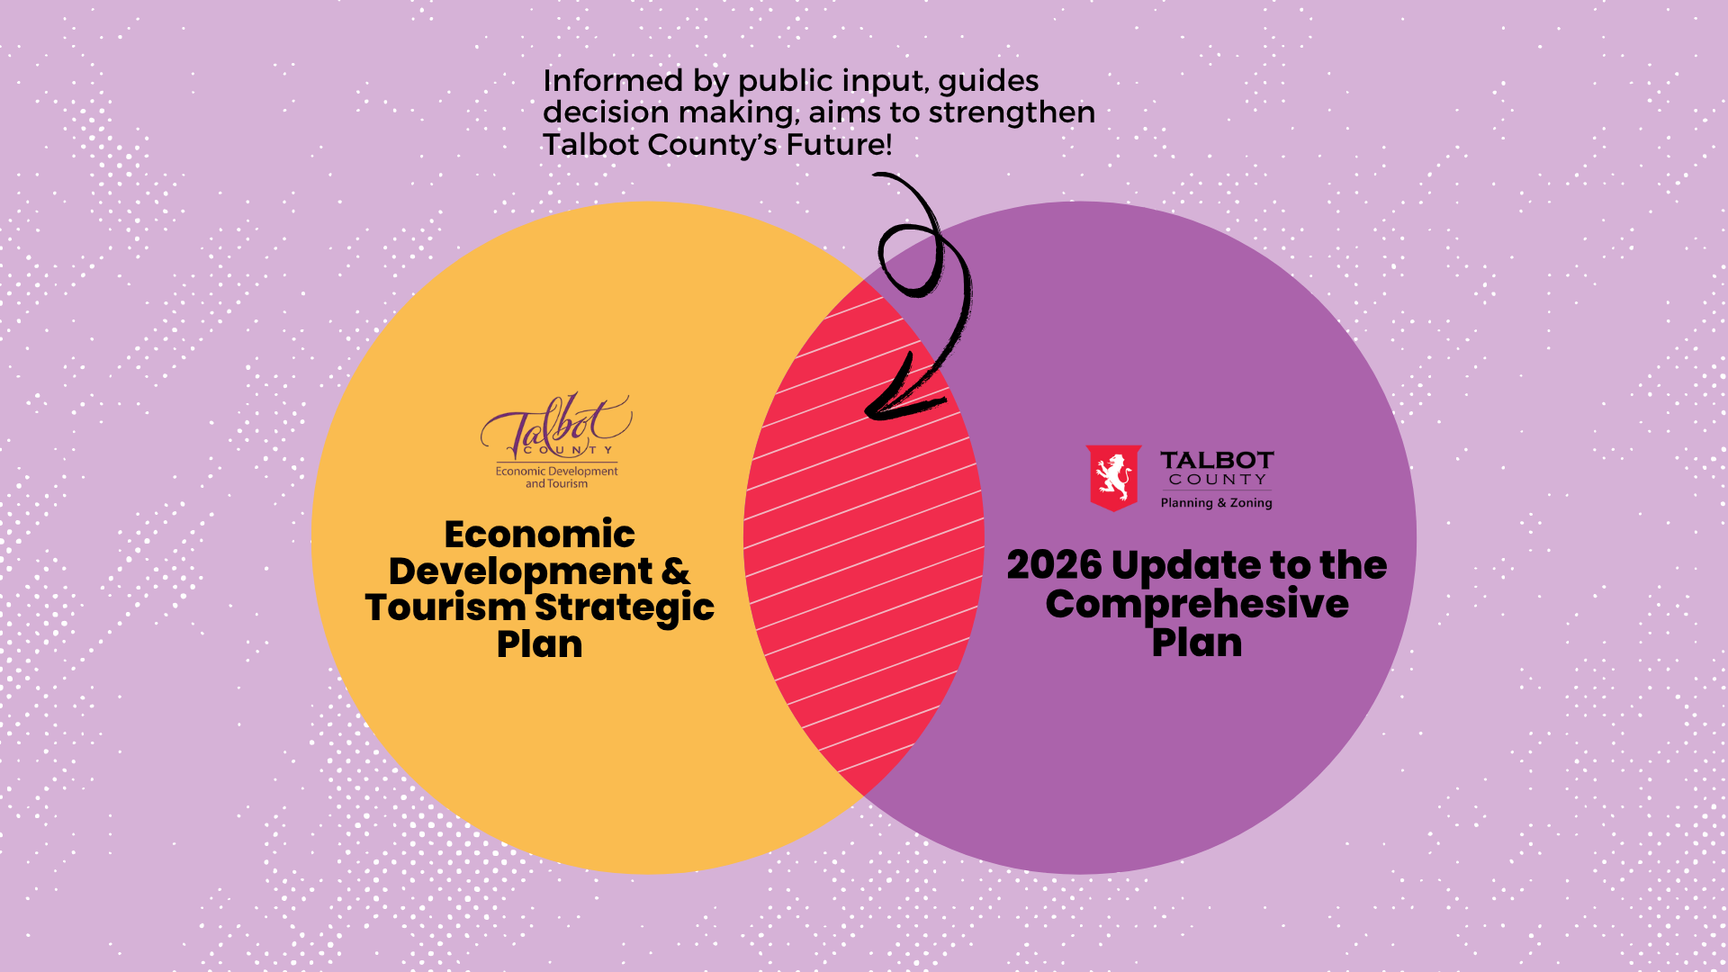 Informed by public input, guides
decision making, aims to strengthen
Talbot County’s Future!
Talbot
COUNTY
Economic Development
and Tourism
Economic
Development &
Tourism Strategic
Plan
TALBOT
COUNTY
Planning & Zoning
2026 Update to the
Comprehesive
Plan